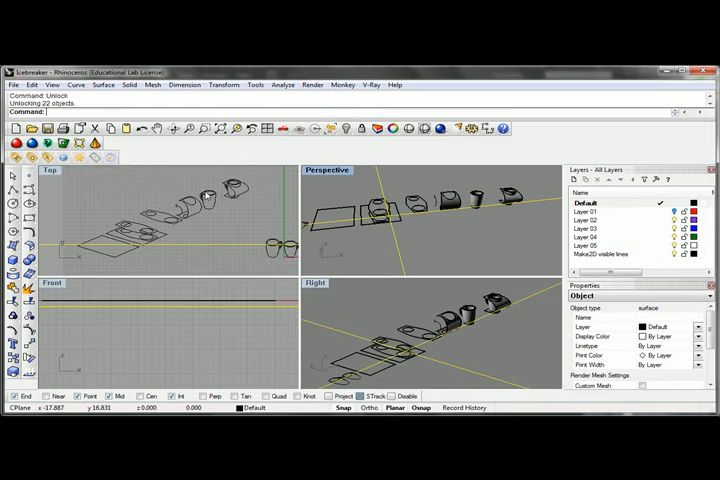 Icebreaker - Rhinoceros (Educational Lab License)
File Edit View Curve Surface Solid Mesh Dimension Transform Tools Analyze Render Monkey V-Ray Help
Command: Unlock
Unlocking 22 objects.
Command:
Top
Perspective
Front
Right
Layers - All Layers
Name
Default
Layer 01
Layer 02
Layer 03
Layer 04
Layer 05
Make2D visible lines
Properties
Object
Object type surface
Name
Layer Default
Display Color By Layer
Linetype By Layer
Print Color By Layer
Print Width By Layer
Render Mesh Settings
Custom Mesh
End Near Point Mid Cen Int Perp Tan Quad Knot Project STrack Disable
CPlane x -17.887 y 16.831 z 0.000 0.000 Default Snap Ortho Planar Osnap Record History